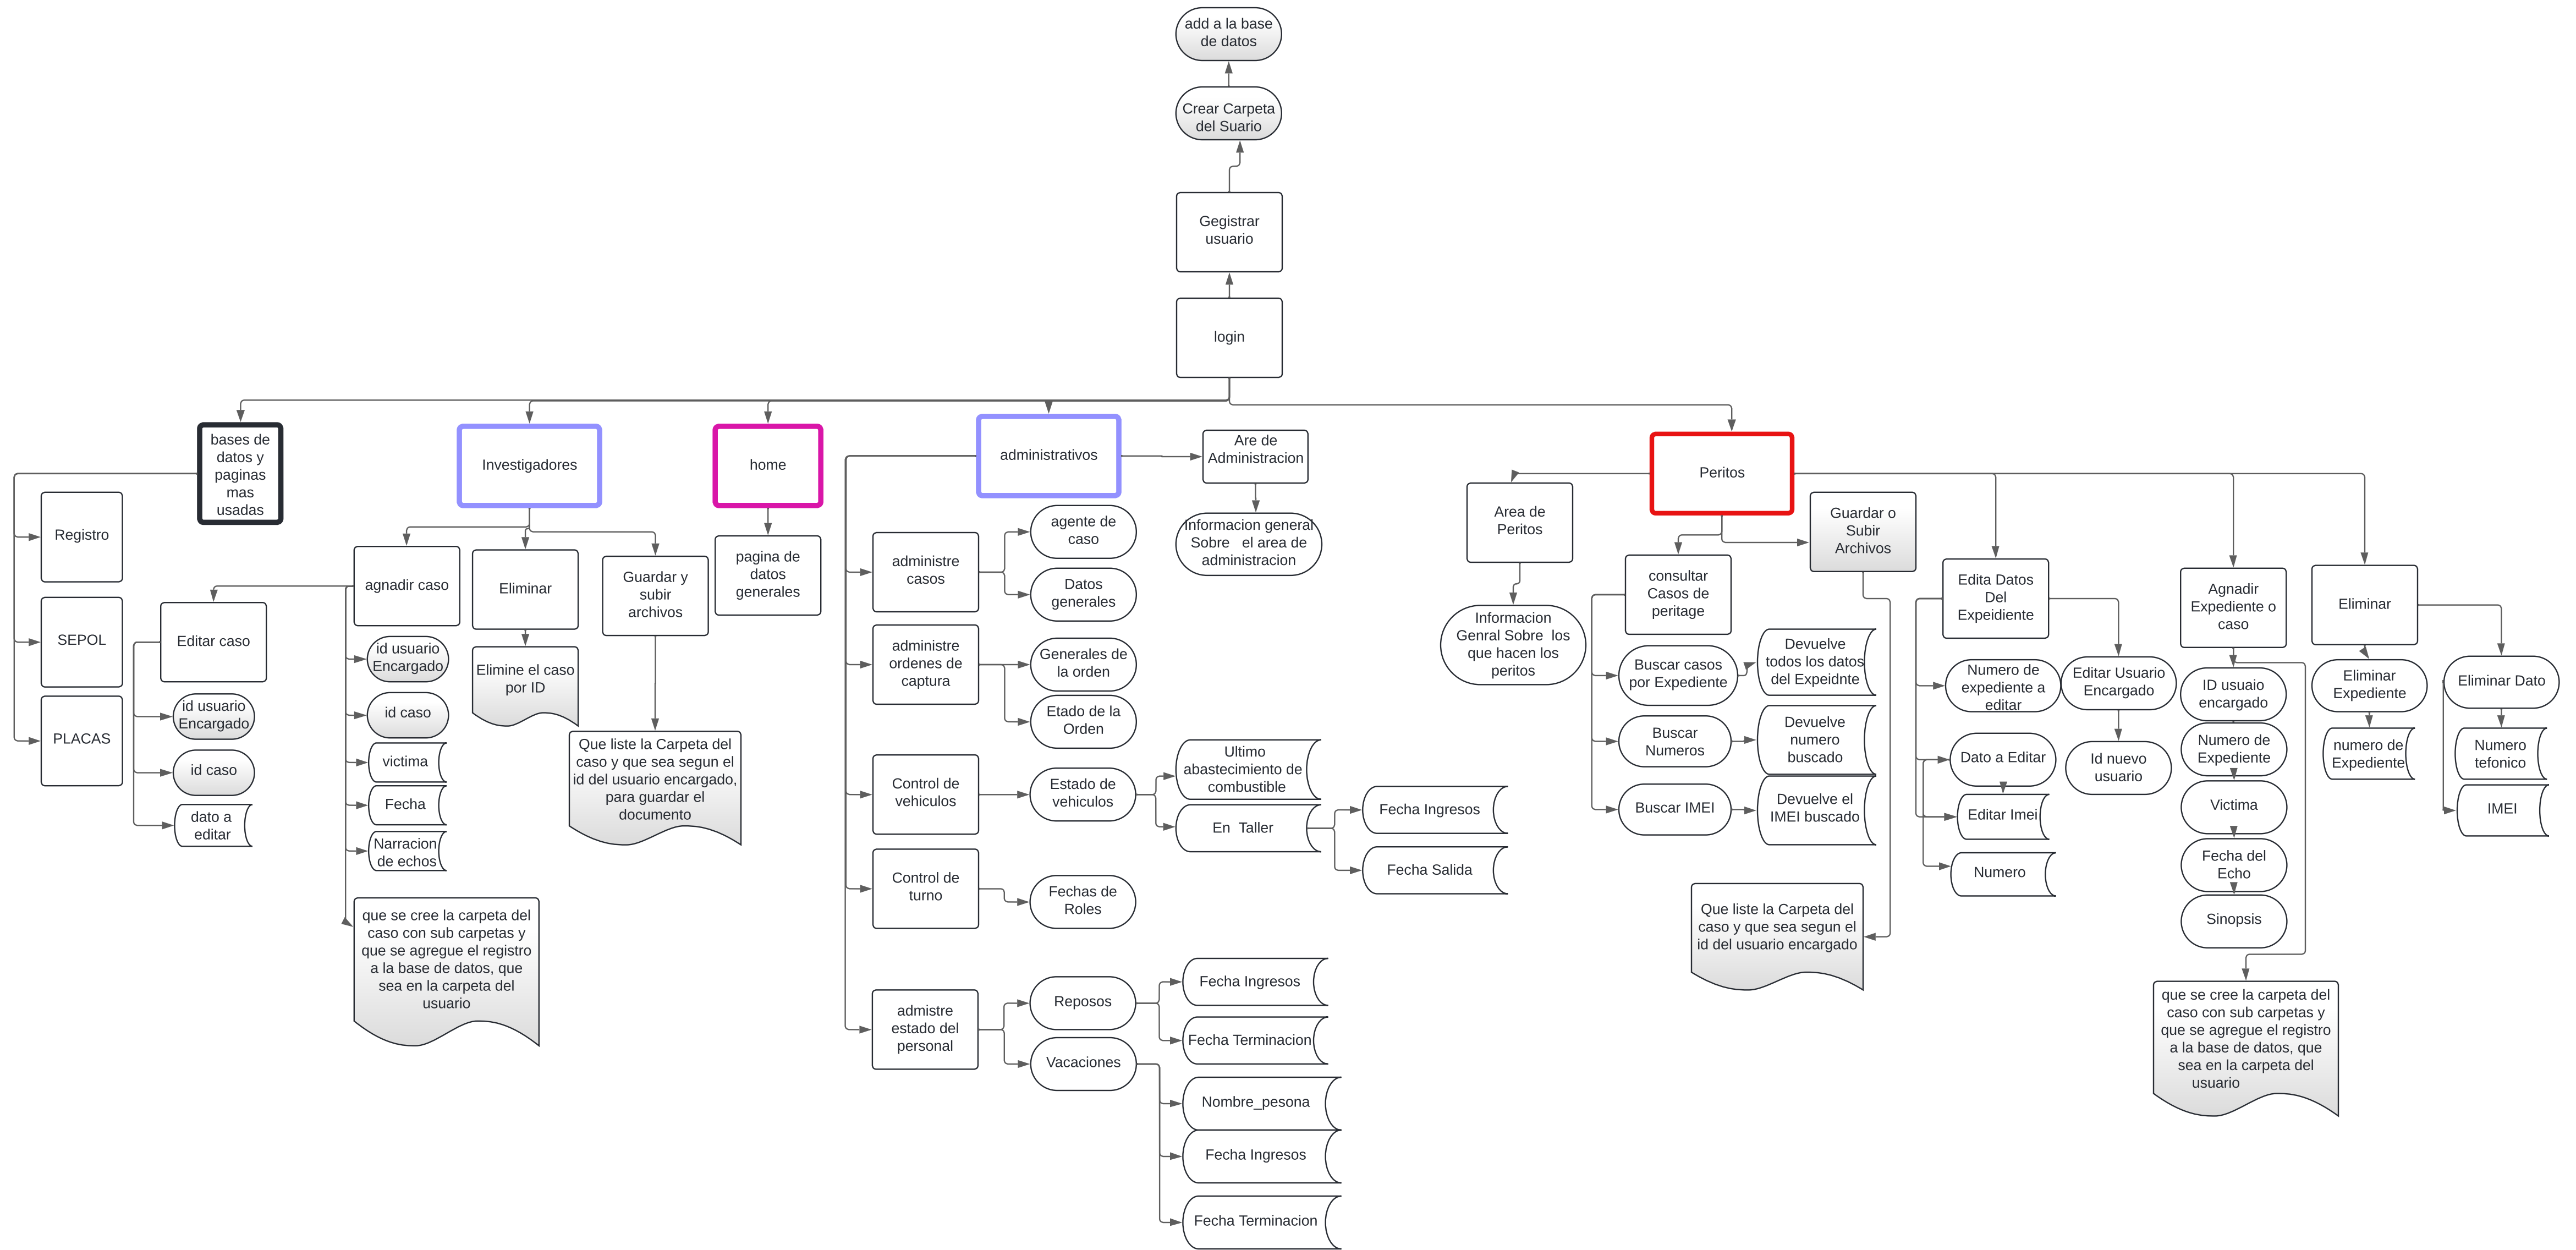 add a la base
de datos
Crear Carpeta
del Suario
Gegistrar
usuario
login
bases de
datos y
paginas
mas
usadas
Registro
SEPOL
PLACAS
Investigadores
agnadir caso
Editar caso
id usuario
Encargado
id caso
dato a
editar
id usuario
Encargado
id caso
victima
Fecha
Narracion
de echos
que se cree la carpeta del
caso con sub carpetas y
que se agregue el registro
a la base de datos, que
sea en la carpeta del
usuario
Eliminar
Elimine el caso
por ID
Guardar y
subir
archivos
Que liste la Carpeta del
caso y que sea segun el
id del usuario encargado,
para guardar el
documento
home
pagina de
datos
generales
administrativos
Are de
Administracion
Informacion general
Sobre el area de
administracion
administre
casos
agente de
caso
Datos
generales
administre
ordenes de
captura
Generales de
la orden
Etado de la
Orden
Control de
vehiculos
Estado de
vehiculos
Ultimo
abastecimiento de
combustible
En Taller
Fecha Ingresos
Fecha Salida
Control de
turno
Fechas de
Roles
admistre
estado del
personal
Reposos
Fecha Ingresos
Fecha Terminacion
Vacaciones
Nombre_pesona
Fecha Ingresos
Fecha Terminacion
Peritos
Area de
Peritos
Informacion
Genral Sobre los
que hacen los
peritos
consultar
Casos de
peritage
Buscar casos
por Expediente
Devuelve
todos los datos
del Expeidnte
Buscar
Numeros
Devuelve
numero
buscado
Buscar IMEI
Devuelve el
IMEI buscado
Guardar o
Subir
Archivos
Que liste la Carpeta del
caso y que sea segun el
id del usuario encargado
Edita Datos
Del
Expeidiente
Numero de
expediente a
editar
Dato a Editar
Editar Imei
Numero
Editar Usuario
Encargado
Id nuevo
usuario
Agnadir
Expediente o
caso
ID usuaio
encargado
Numero de
Expediente
Victima
Fecha del
Echo
Sinopsis
que se cree la carpeta del
caso con sub carpetas y
que se agregue el registro
a la base de datos, que
sea en la carpeta del
usuario
Eliminar
Eliminar
Expediente
numero de
Expediente
Eliminar Dato
Numero
tefonico
IMEI